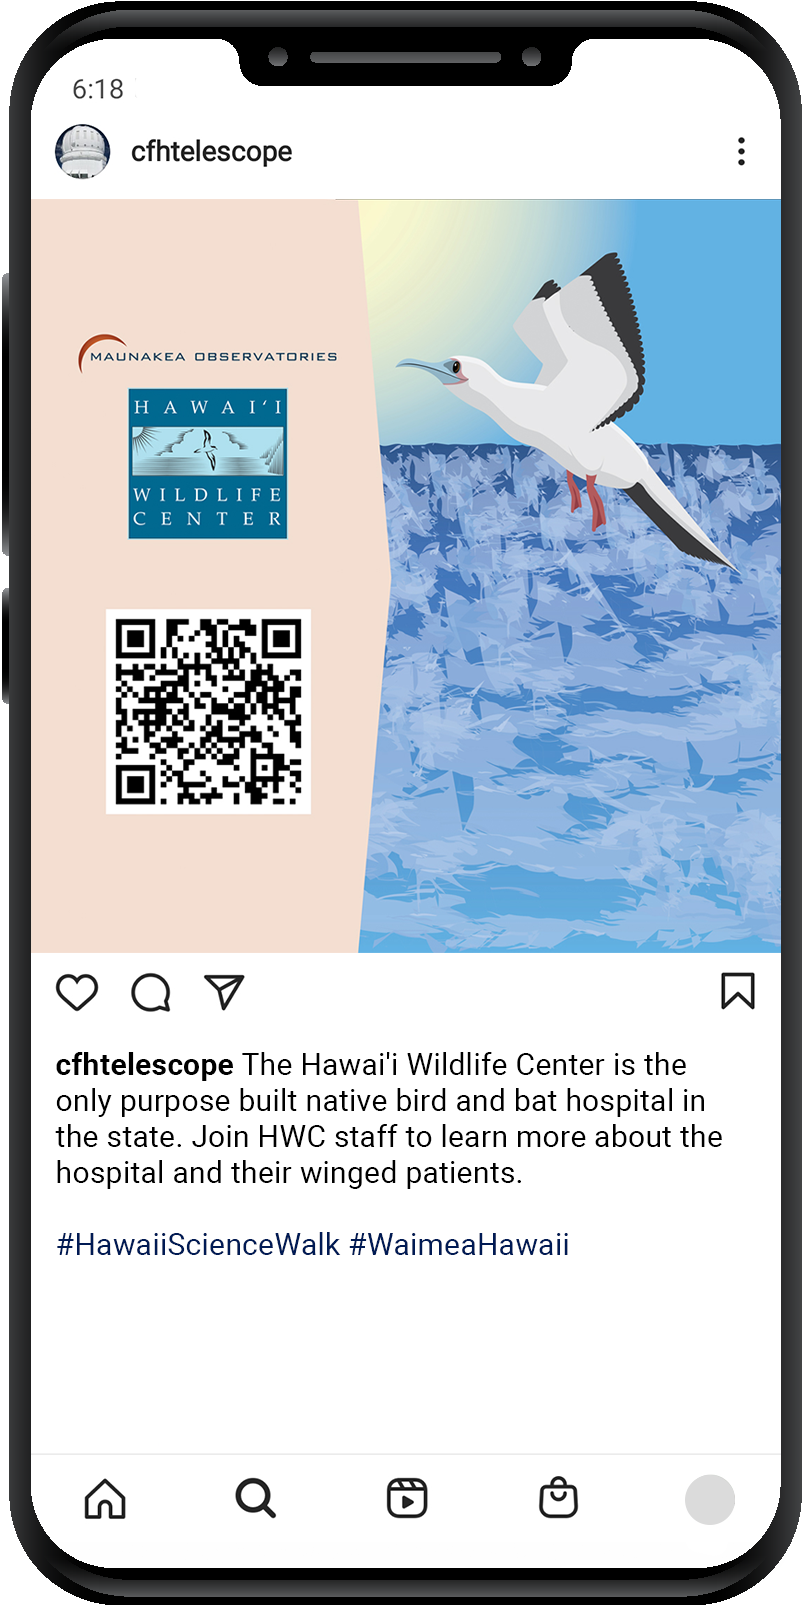 6:18
cfhtelescope
MAUNAKEA OBSERVATORIES
HAWAI‘I
WILDLIFE
CENTER
cfhtelescope The Hawai'i Wildlife Center is the
only purpose built native bird and bat hospital in
the state. Join HWC staff to learn more about the
hospital and their winged patients.
#HawaiiScienceWalk #WaimeaHawaii